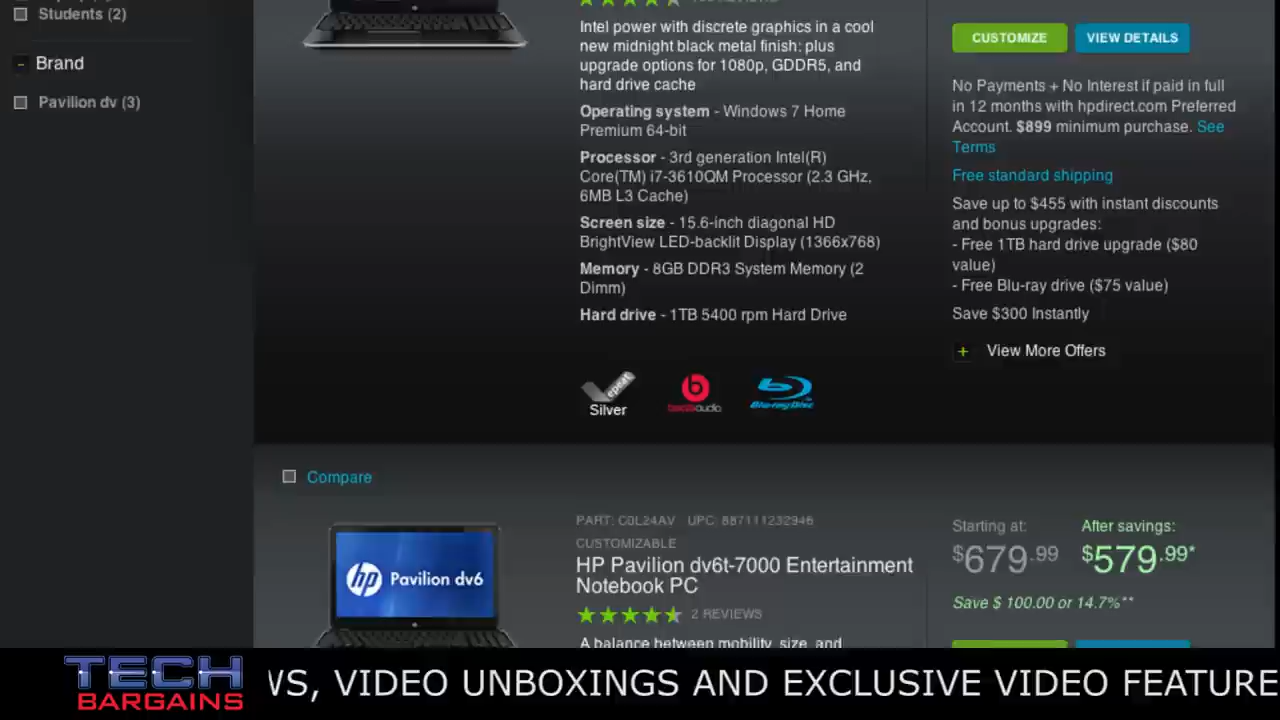 Students (2)
Brand
Pavilion dv (3)
Intel power with discrete graphics in a cool
new midnight black metal finish; plus
upgrade options for 1080p, GDDR5, and
hard drive cache
Operating system - Windows 7 Home
Premium 64-bit
Processor - 3rd generation Intel(R)
Core(TM) i7-3610QM Processor (2.3 GHz,
6MB L3 Cache)
Screen size - 15.6-inch diagonal HD
BrightView LED-backlit Display (1366x768)
Memory - 8GB DDR3 System Memory (2
Dimm)
Hard drive - 1TB 5400 rpm Hard Drive
epeat
Silver
beatsaudio
Blu-ray Disc
CUSTOMIZE
VIEW DETAILS
No Payments + No Interest if paid in full
in 12 months with hpdirect.com Preferred
Account. $899 minimum purchase. See
Terms
Free standard shipping
Save up to $455 with instant discounts
and bonus upgrades:
- Free 1TB hard drive upgrade ($80
value)
- Free Blu-ray drive ($75 value)
Save $300 Instantly
+ View More Offers
Compare
hp Pavilion dv6
PART: C0L24AV UPC: 887111232946
CUSTOMIZABLE
HP Pavilion dv6t-7000 Entertainment
Notebook PC
2 REVIEWS
A balance between mobility, size, and
Starting at:
$679.99
After savings:
$579.99*
Save $ 100.00 or 14.7%**
TECH
BARGAINS
WS, VIDEO UNBOXINGS AND EXCLUSIVE VIDEO FEATURE